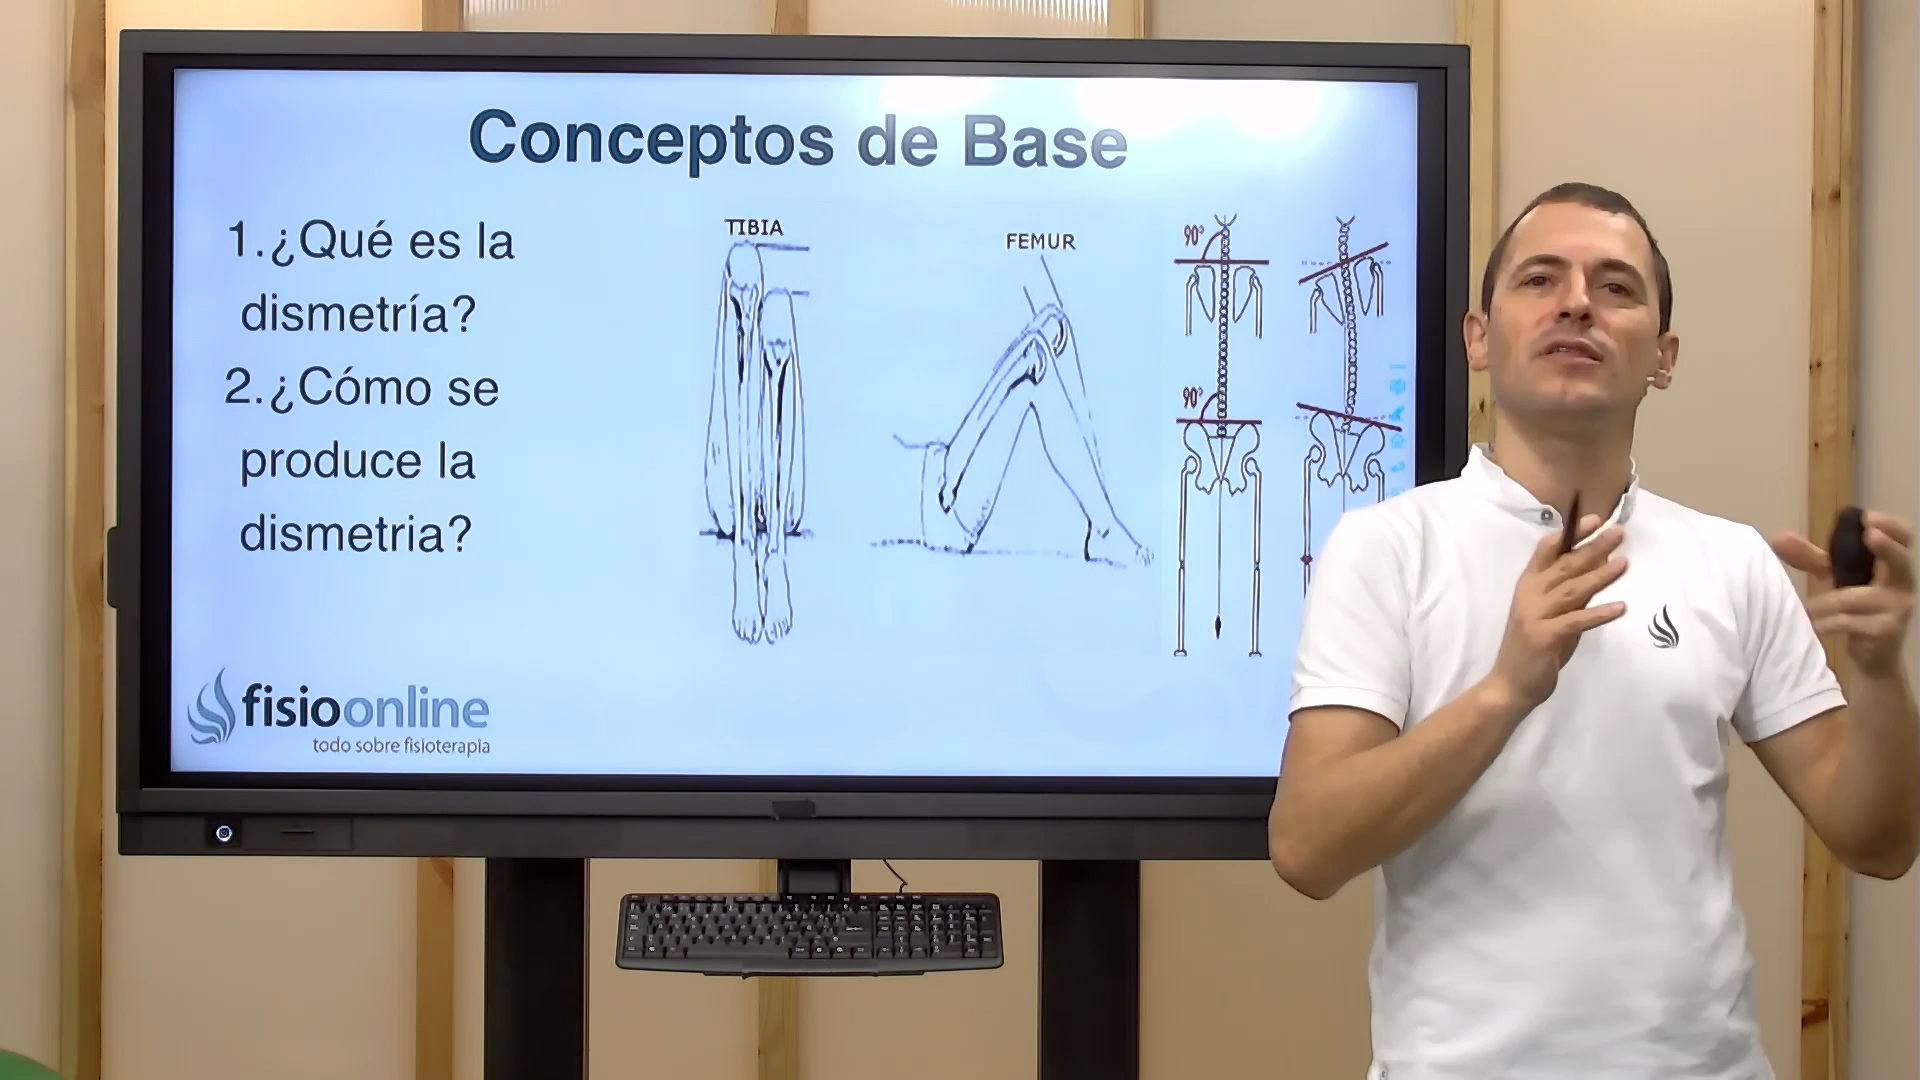 Conceptos de Base
1.¿Qué es la
dismetría?
2.¿Cómo se
produce la
dismetria?
TIBIA
FEMUR
90°
90°
fisioonline
todo sobre fisioterapia